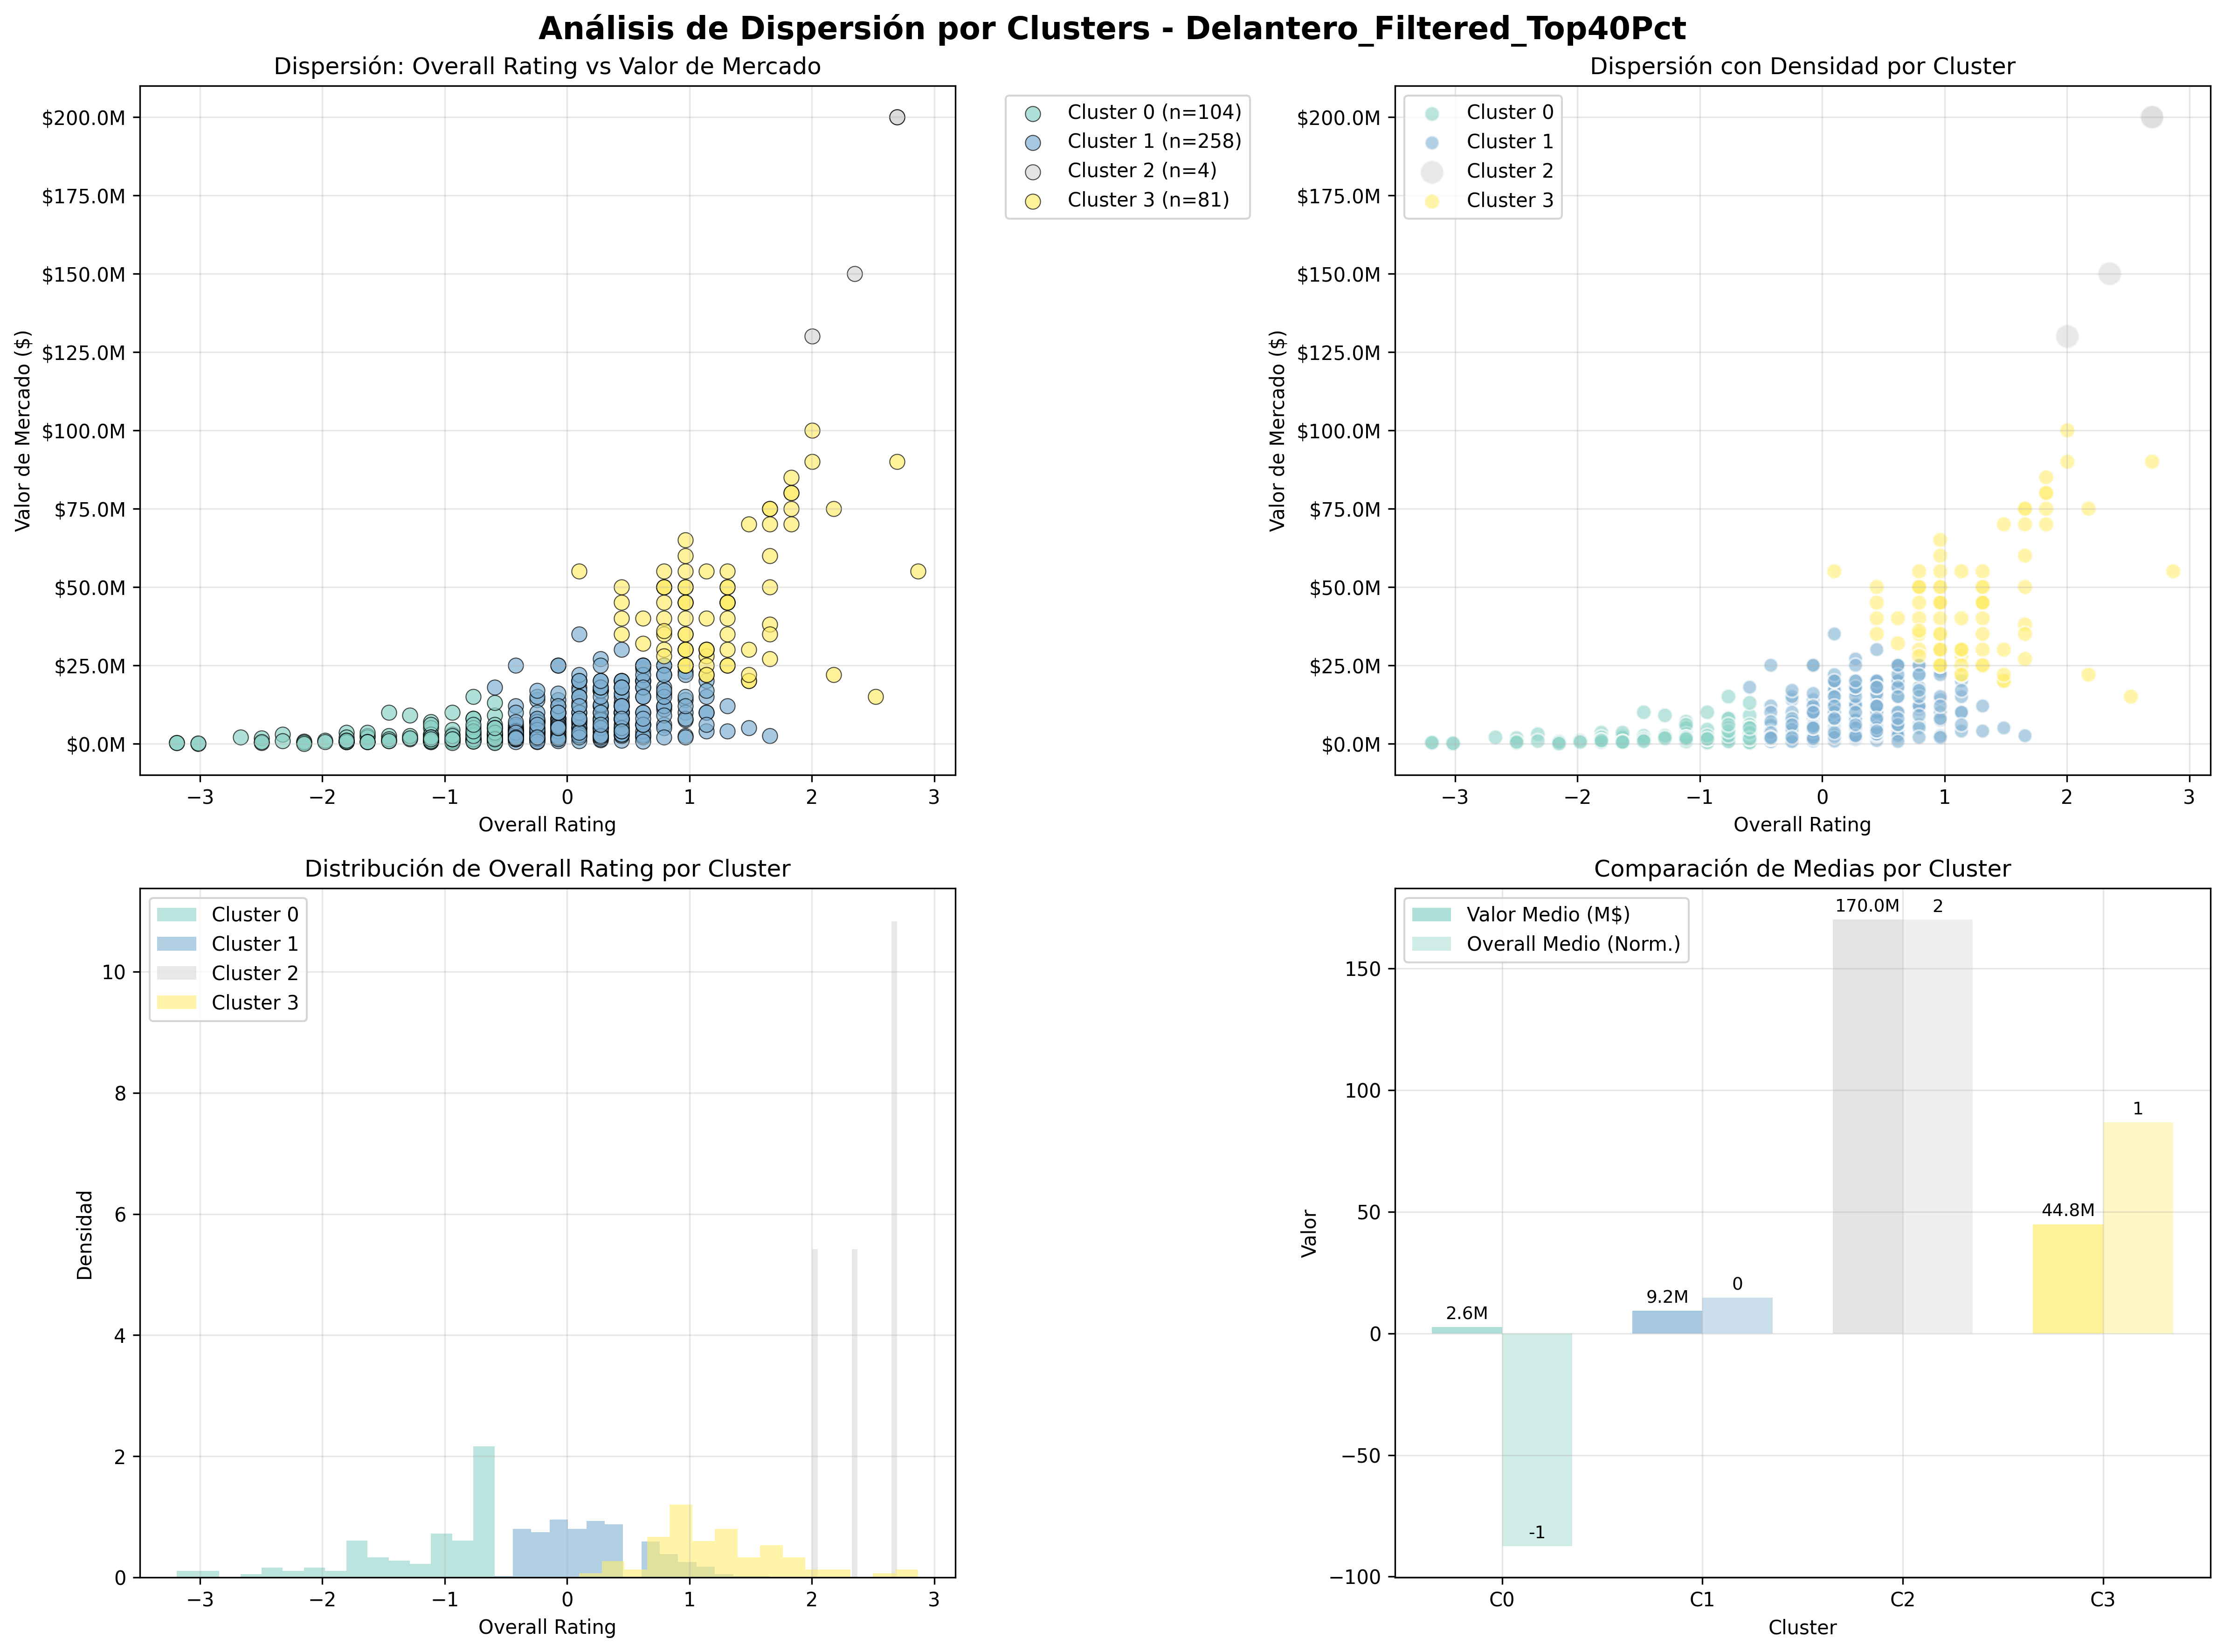 Análisis de Dispersión por Clusters - Delantero_Filtered_Top40Pct
Dispersión: Overall Rating vs Valor de Mercado
Valor de Mercado ($)
$200.0M
$175.0M
$150.0M
$125.0M
$100.0M
$75.0M
$50.0M
$25.0M
$0.0M
−3 −2 −1 0 1 2 3
Overall Rating
Cluster 0 (n=104)
Cluster 1 (n=258)
Cluster 2 (n=4)
Cluster 3 (n=81)
Dispersión con Densidad por Cluster
Valor de Mercado ($)
$200.0M
$175.0M
$150.0M
$125.0M
$100.0M
$75.0M
$50.0M
$25.0M
$0.0M
Cluster 0
Cluster 1
Cluster 2
Cluster 3
−3 −2 −1 0 1 2 3
Overall Rating
Distribución de Overall Rating por Cluster
Densidad
10
8
6
4
2
0
Cluster 0
Cluster 1
Cluster 2
Cluster 3
−3 −2 −1 0 1 2 3
Overall Rating
Comparación de Medias por Cluster
Valor
150
100
50
0
−50
−100
Valor Medio (M$)
Overall Medio (Norm.)
170.0M 2
1
44.8M
0
9.2M
2.6M
-1
C0 C1 C2 C3
Cluster